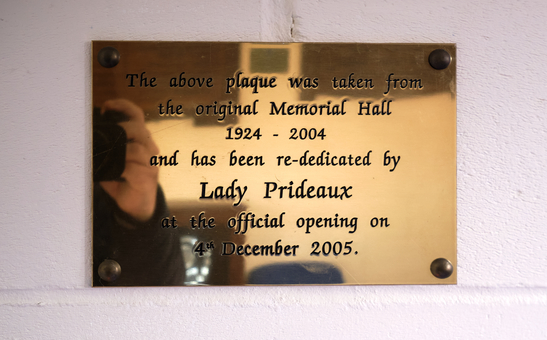 The above plaque was taken from
the original Memorial Hall
1924 - 2004
and has been re-dedicated by
Lady Prideaux
at the official opening on
4th December 2005.